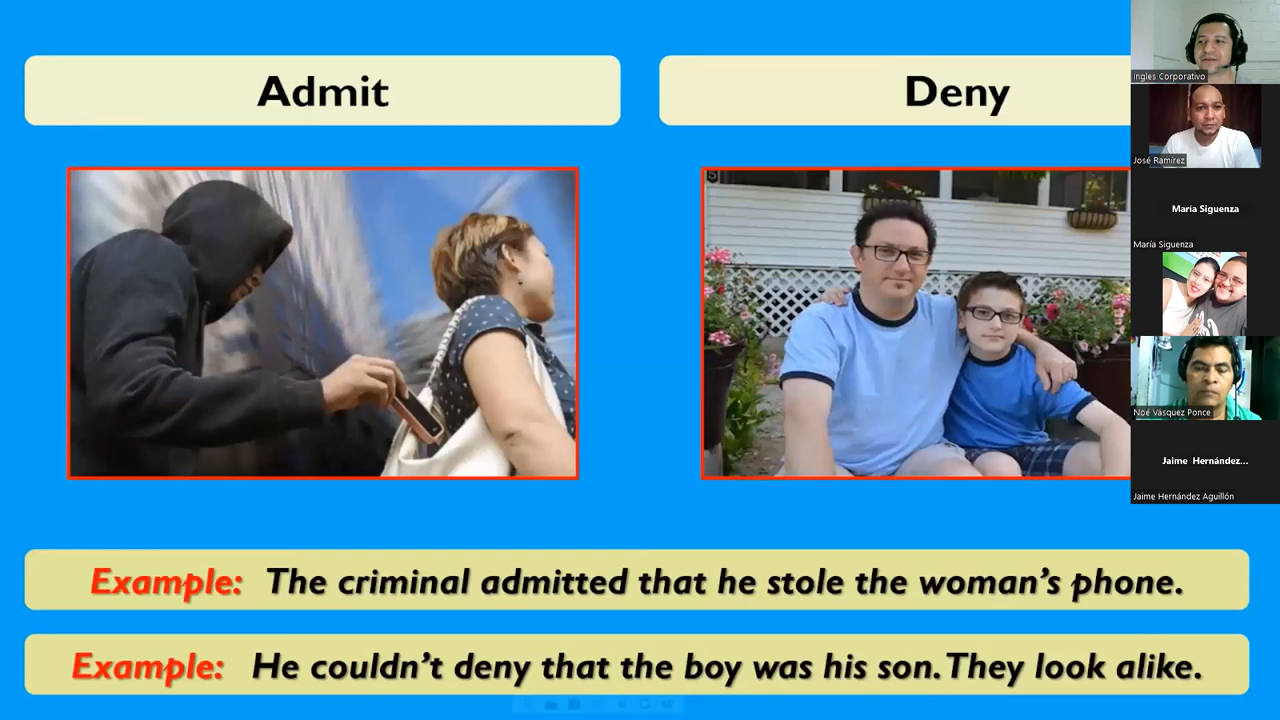 Admit
Deny
Example: The criminal admitted that he stole the woman's phone.
Example: He couldn't deny that the boy was his son. They look alike.
Ingles Corporativo
José Ramírez
María Siguenza
María Siguenza
Noé Vásquez Ponce
Jaime Hernández...
Jaime Hernández Aguillón